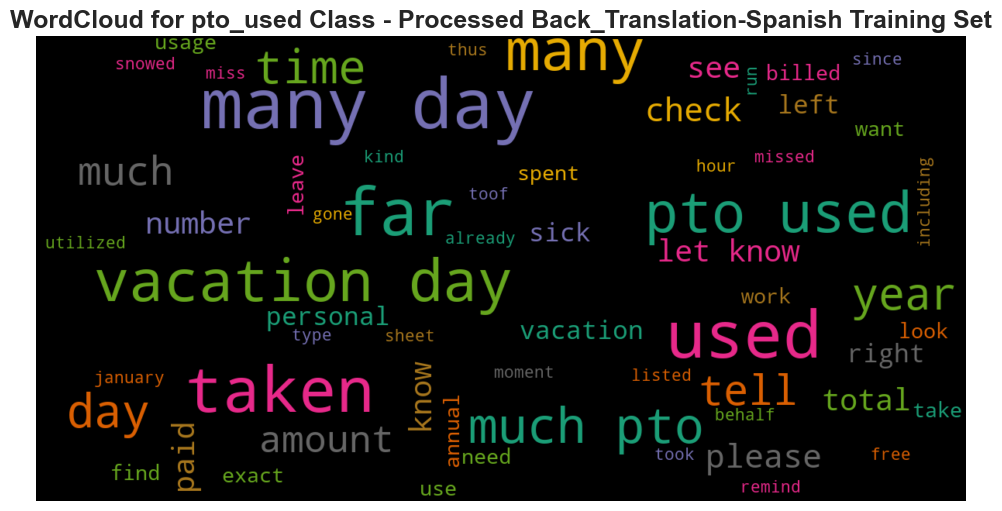 WordCloud for pto_used Class - Processed Back_Translation-Spanish Training Set
usage
thus
many
since
snowed
miss
time
see
run
billed
many day
check
left
want
much
kind
leave
spent
hour
missed
including
toof
far
gone
pto used
number
already
sick
utilized
let know
vacation day
work
year
personal
vacation
used
look
type
sheet
right
january
taken
know
moment
listed
tell
total
day
annual
much pto
behalf
take
paid
amount
need
took
please
free
find
exact
use
remind